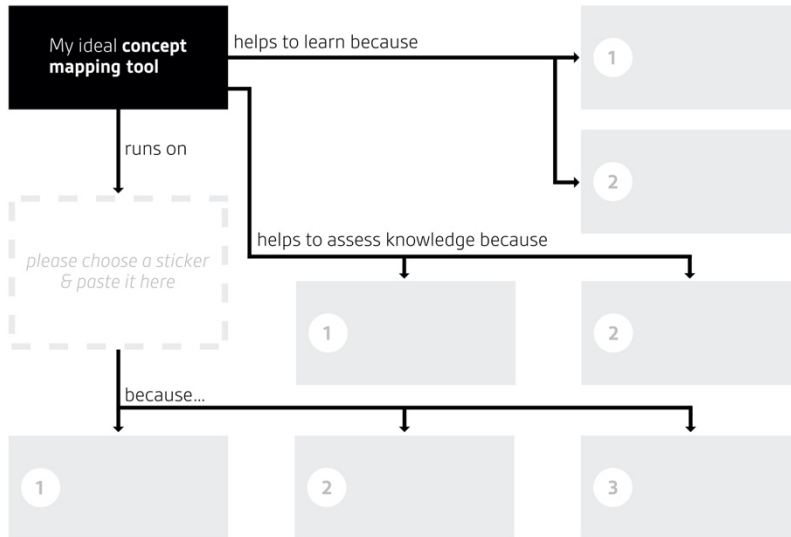 My ideal concept
mapping tool
helps to learn because
1
runs on
2
please choose a sticker
& paste it here
helps to assess knowledge because
1
2
because...
1
2
3